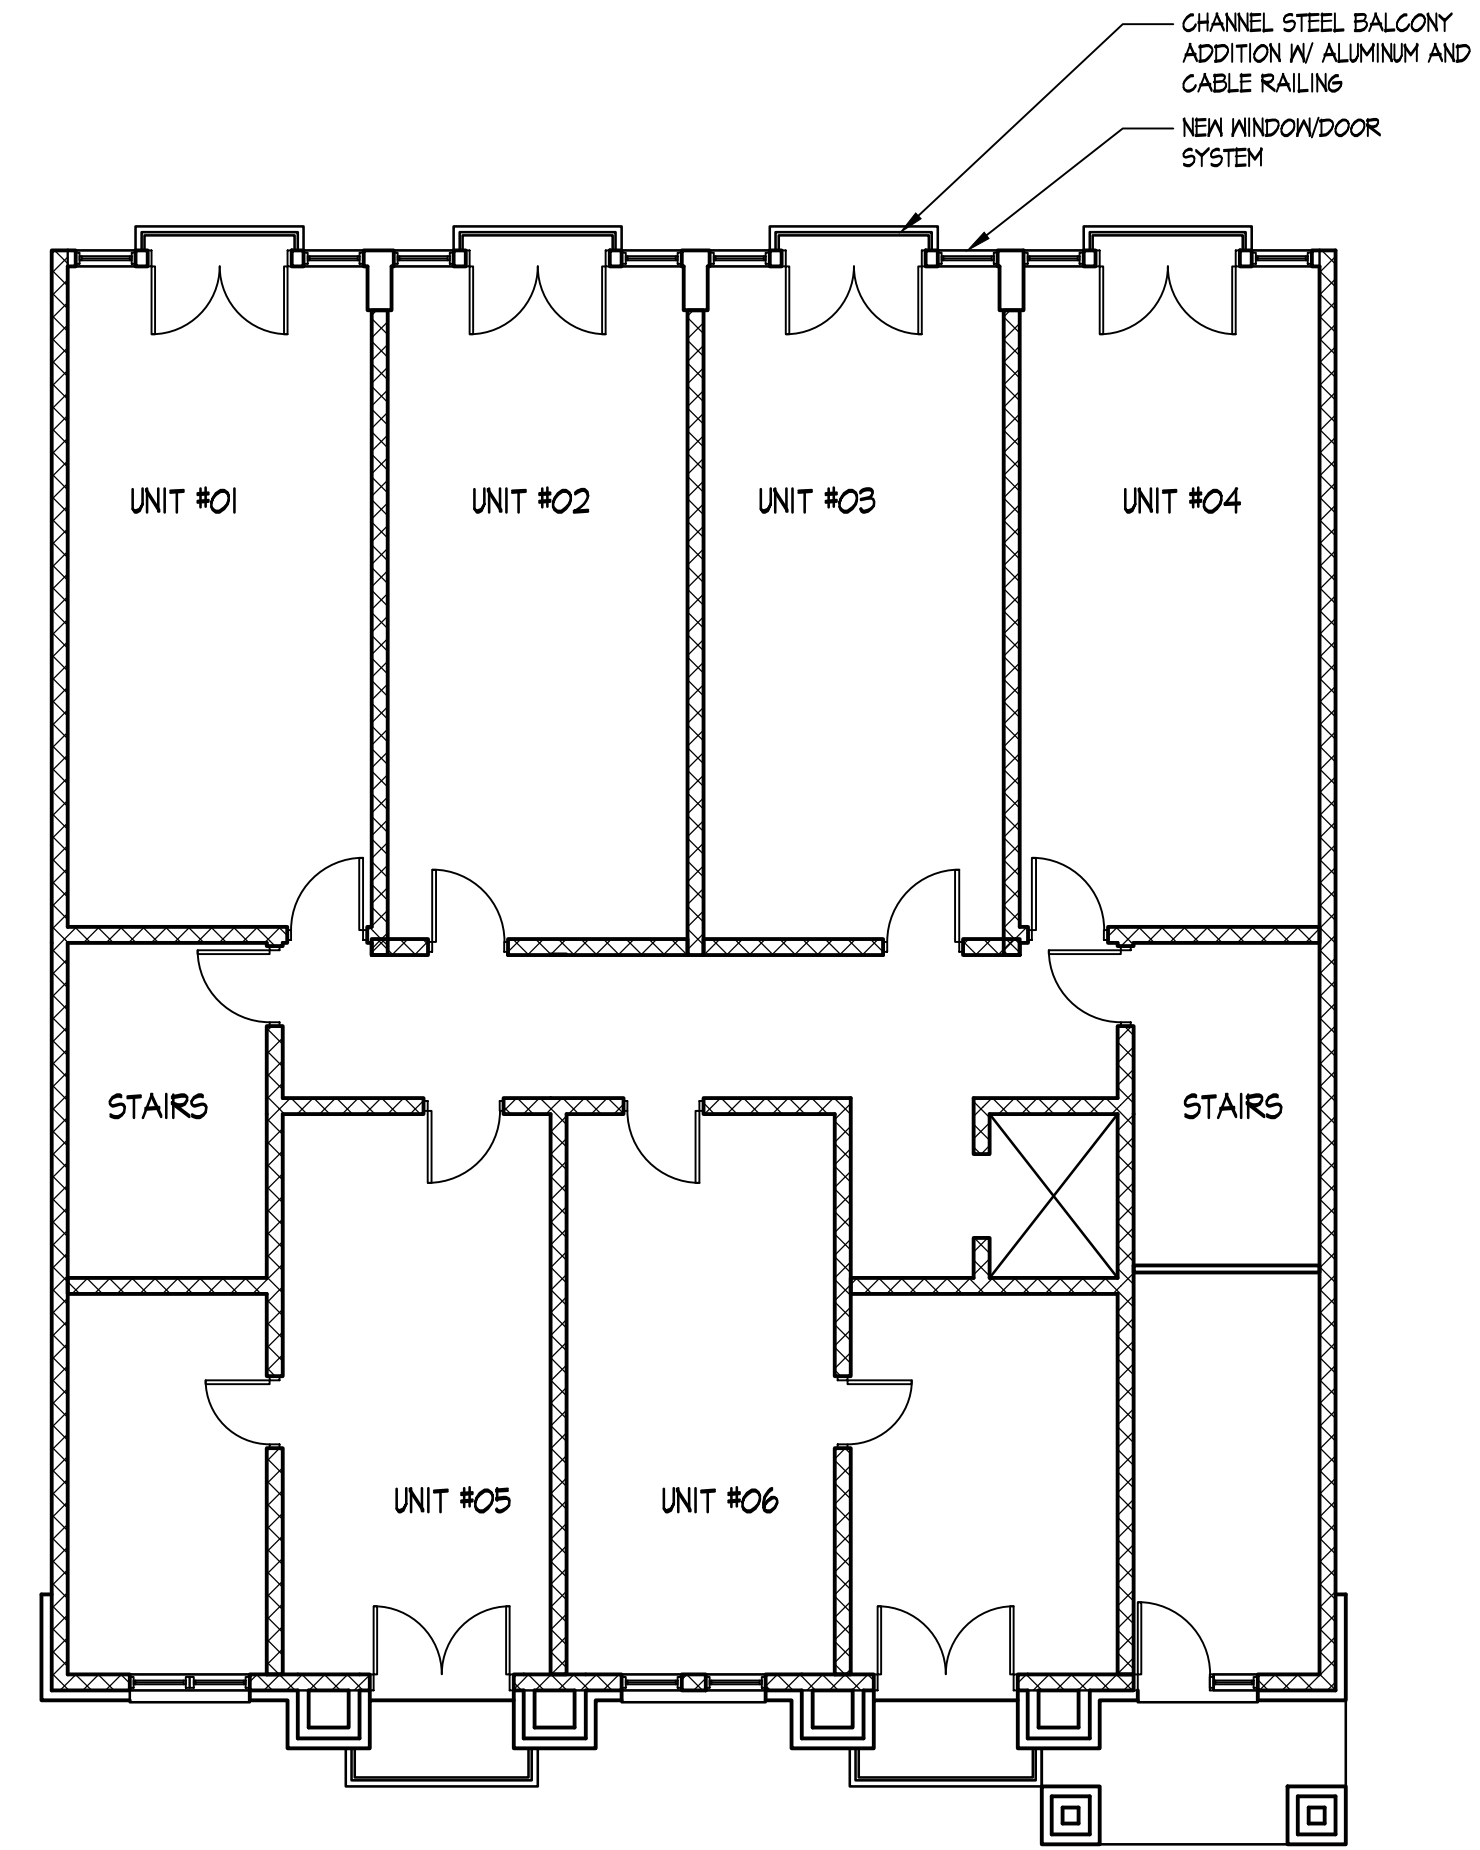 CHANNEL STEEL BALCONY
ADDITION W/ ALUMINUM AND
CABLE RAILING
NEW WINDOW/DOOR
SYSTEM
UNIT #01
UNIT #02
UNIT #03
UNIT #04
STAIRS
STAIRS
UNIT #05
UNIT #06